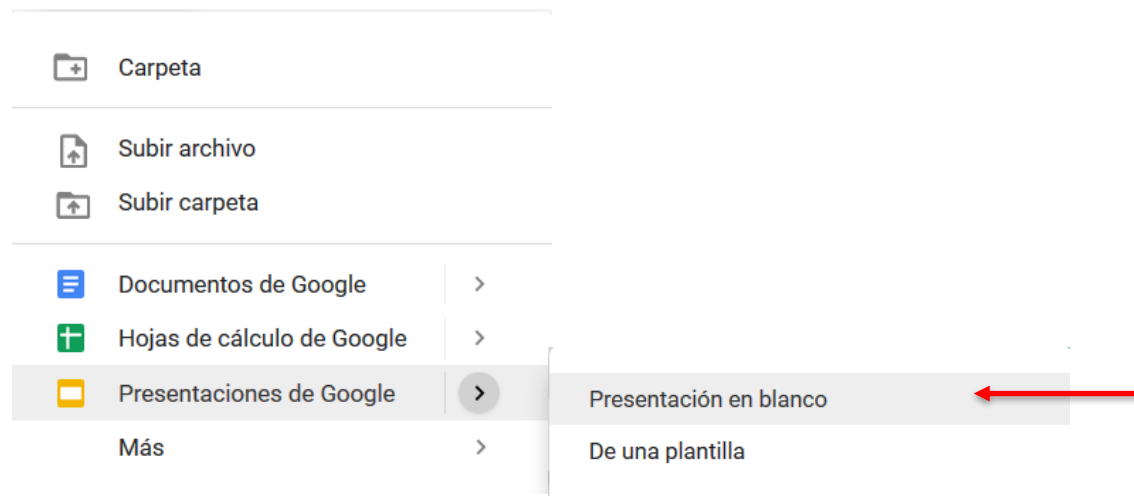 Carpeta
Subir archivo
Subir carpeta
Documentos de Google
Hojas de cálculo de Google
Presentaciones de Google
Presentación en blanco
Más
De una plantilla